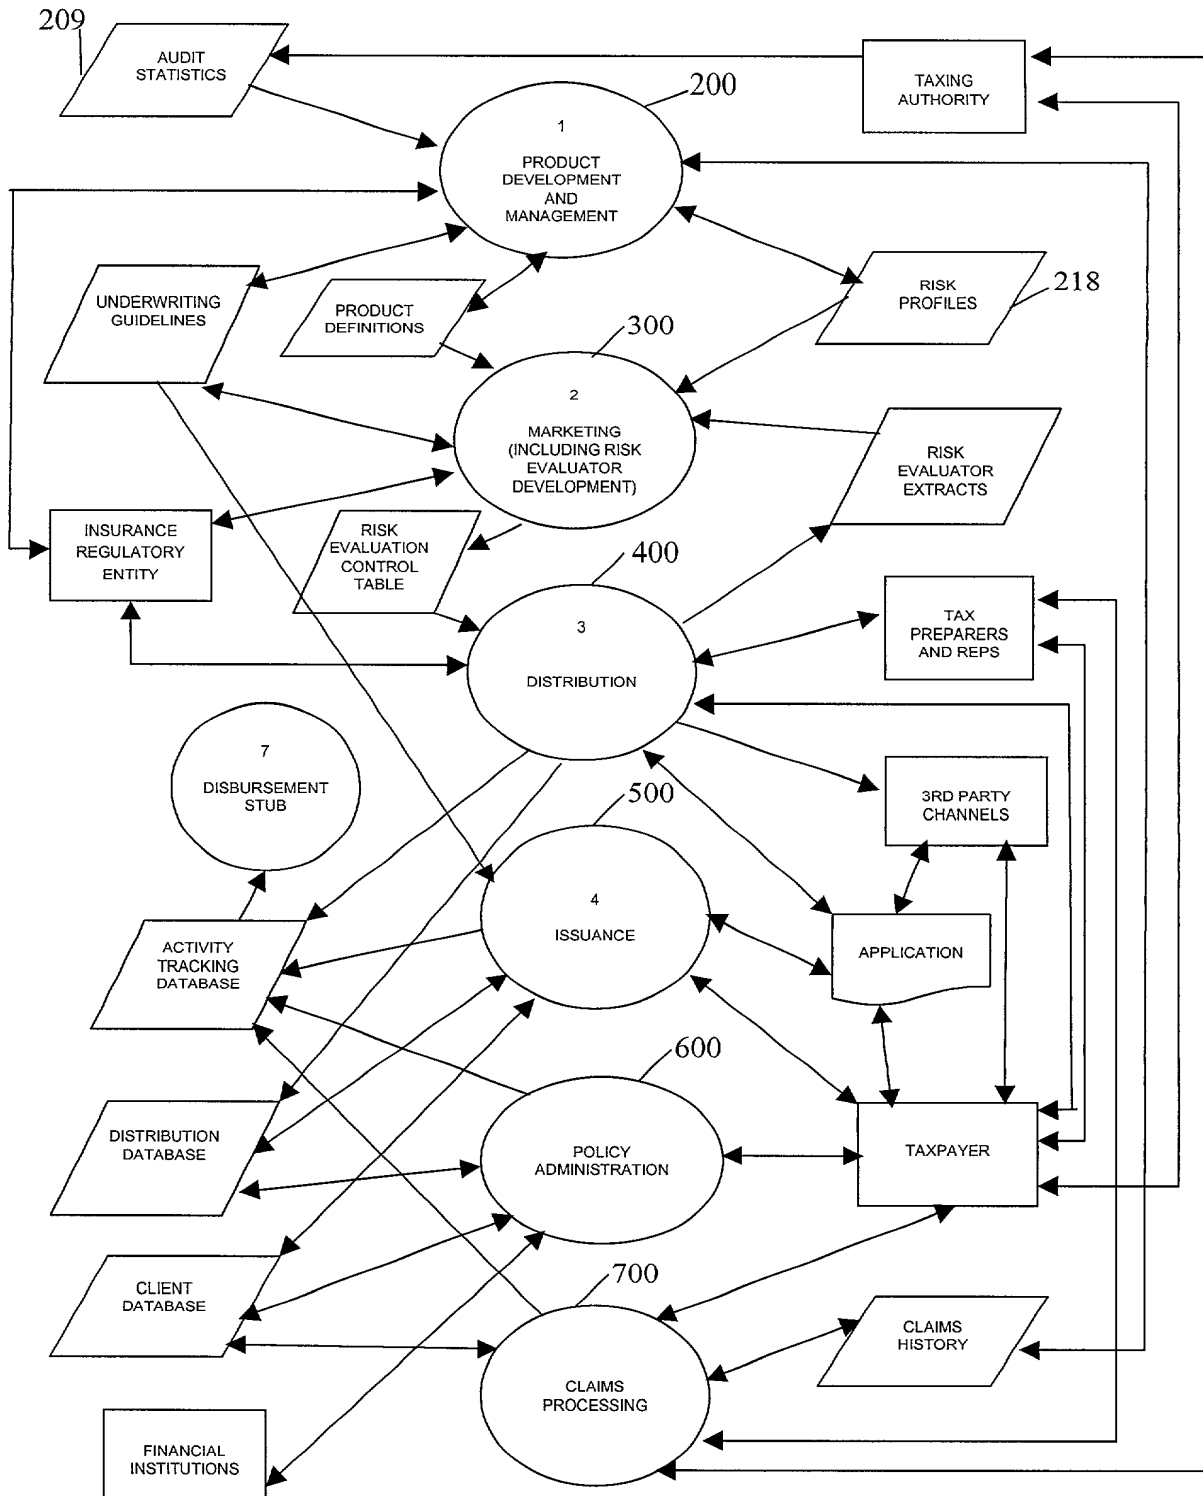 209
AUDIT
STATISTICS
TAXING
AUTHORITY
200
1
PRODUCT
DEVELOPMENT
AND
MANAGEMENT
UNDERWRITING
GUIDELINES
PRODUCT
DEFINITIONS
RISK
PROFILES
218
300
2
MARKETING
(INCLUDING RISK
EVALUATOR
DEVELOPMENT)
RISK
EVALUATOR
EXTRACTS
INSURANCE
REGULATORY
ENTITY
RISK
EVALUATION
CONTROL
TABLE
400
3
DISTRIBUTION
TAX
PREPARERS
AND REPS
7
DISBURSEMENT
STUB
3RD PARTY
CHANNELS
500
4
ISSUANCE
ACTIVITY
TRACKING
DATABASE
APPLICATION
600
POLICY
ADMINISTRATION
DISTRIBUTION
DATABASE
TAXPAYER
CLIENT
DATABASE
700
CLAIMS
PROCESSING
CLAIMS
HISTORY
FINANCIAL
INSTITUTIONS